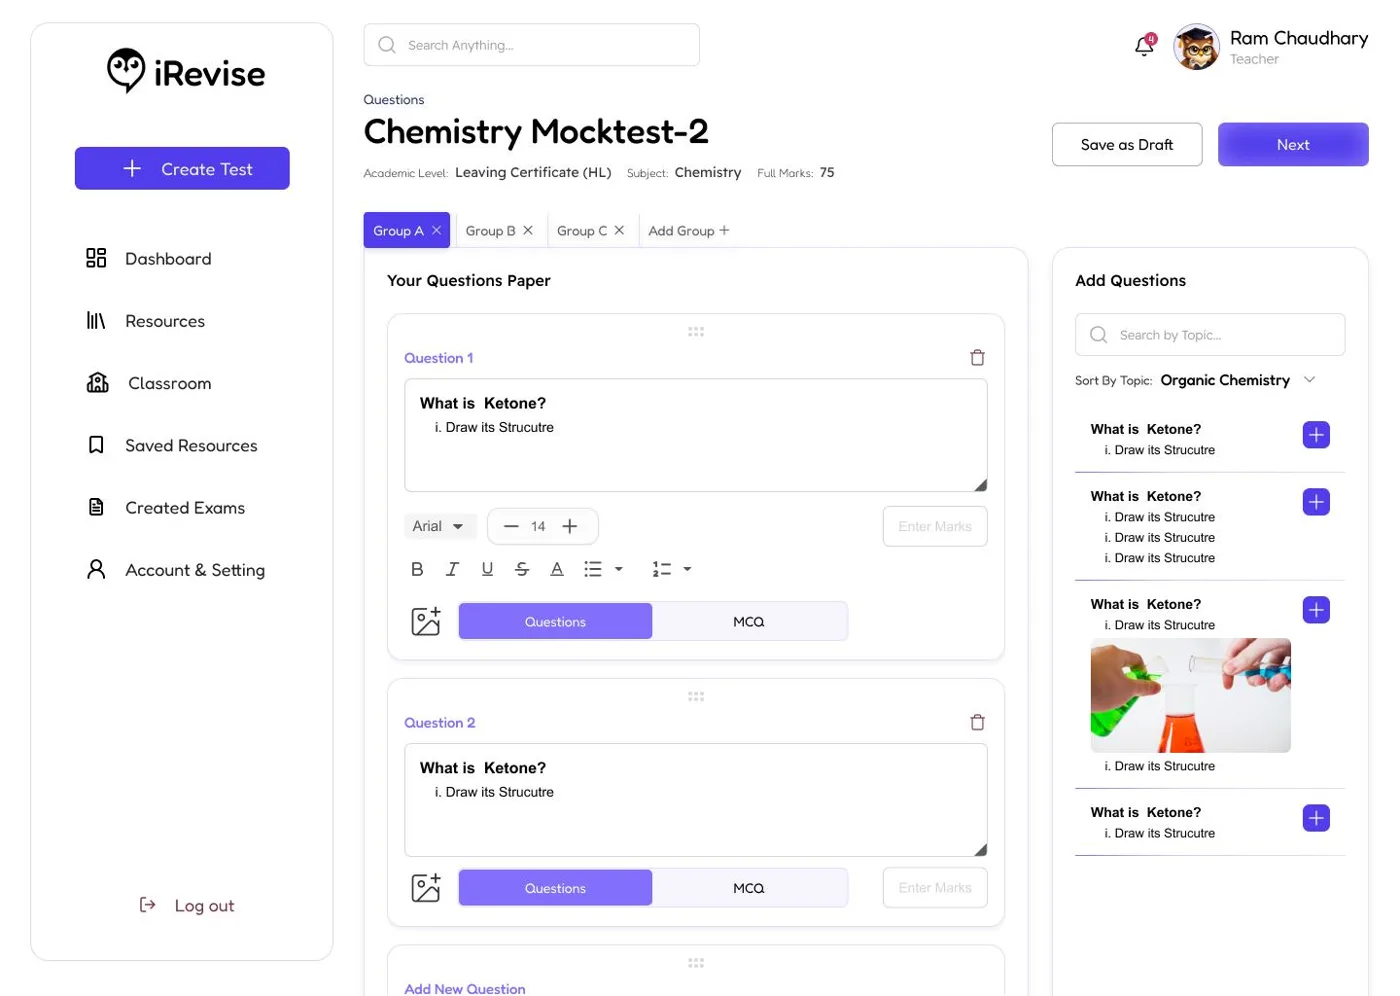 iRevise
Create Test
Dashboard
Resources
Classroom
Saved Resources
Created Exams
Account & Setting
Log out
Search Anything...
4
Ram Chaudhary
Teacher
Questions
Chemistry Mocktest-2
Academic Level: Leaving Certificate (HL) Subject: Chemistry Full Marks: 75
Save as Draft
Next
Group A
Group B
Group C
Add Group
Your Questions Paper
Question 1
What is Ketone?
i. Draw its Strucutre
Arial
14
Enter Marks
B I U S A
Questions
MCQ
Question 2
What is Ketone?
i. Draw its Strucutre
Questions
MCQ
Enter Marks
Add New Question
Add Questions
Search by Topic...
Sort By Topic: Organic Chemistry
What is Ketone?
i. Draw its Strucutre
What is Ketone?
i. Draw its Strucutre
i. Draw its Strucutre
i. Draw its Strucutre
What is Ketone?
i. Draw its Strucutre
i. Draw its Strucutre
What is Ketone?
i. Draw its Strucutre